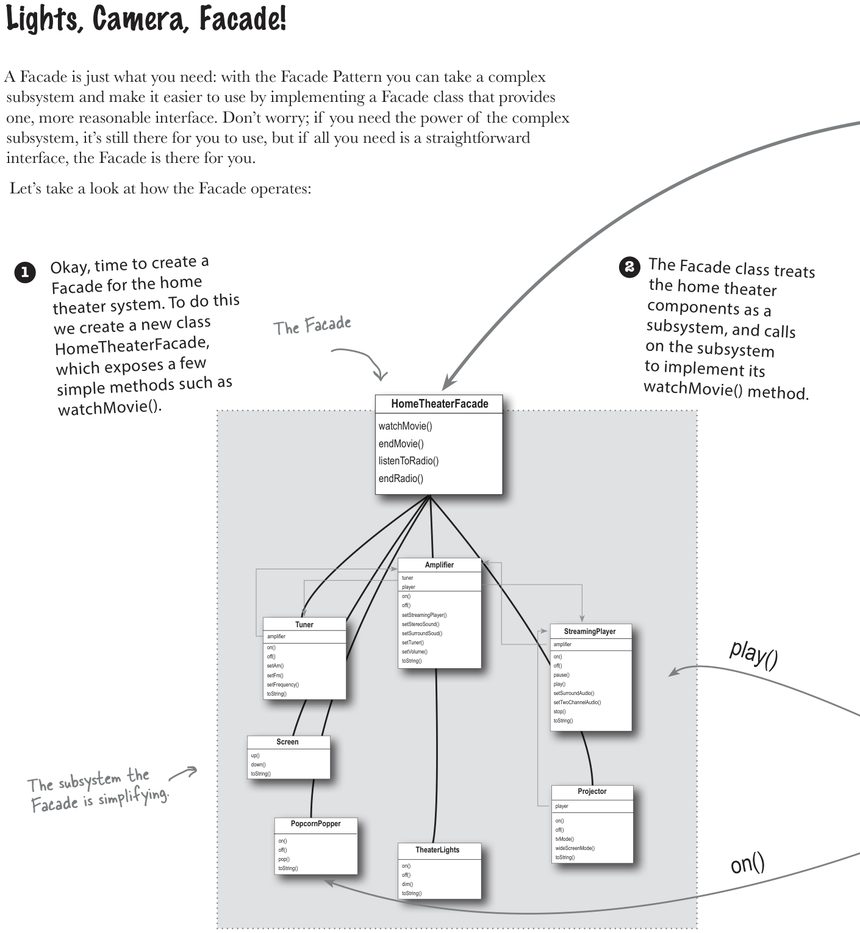 Lights, Camera, Facade!
A Facade is just what you need: with the Facade Pattern you can take a complex
subsystem and make it easier to use by implementing a Facade class that provides
one, more reasonable interface. Don't worry; if you need the power of the complex
subsystem, it's still there for you to use, but if all you need is a straightforward
interface, the Facade is there for you.
Let's take a look at how the Facade operates:
1
Okay, time to create a
Facade for the home
theater system. To do this
we create a new class
HomeTheaterFacade,
which exposes a few
simple methods such as
watchMovie().
2
The Facade class treats
the home theater
components as a
subsystem, and calls
on the subsystem
to implement its
watchMovie() method.
The Facade
HomeTheaterFacade
watchMovie()
endMovie()
listenToRadio()
endRadio()
Amplifier
tuner
player
on()
off()
setStreamingPlayer()
setStereoSound()
setSurroundSoud()
setTuner()
setVolume()
toString()
Tuner
amplifier
on()
off()
setAm()
setFm()
setFrequency()
toString()
StreamingPlayer
amplifier
on()
off()
pause()
play()
setSurroundAudio()
setTwoChannelAudio()
stop()
toString()
play()
Screen
up()
down()
toString()
The subsystem the
Facade is simplifying.
Projector
player
on()
off()
tvMode()
wideScreenMode()
toString()
PopcornPopper
on()
off()
pop()
toString()
TheaterLights
on()
off()
dim()
toString()
on()